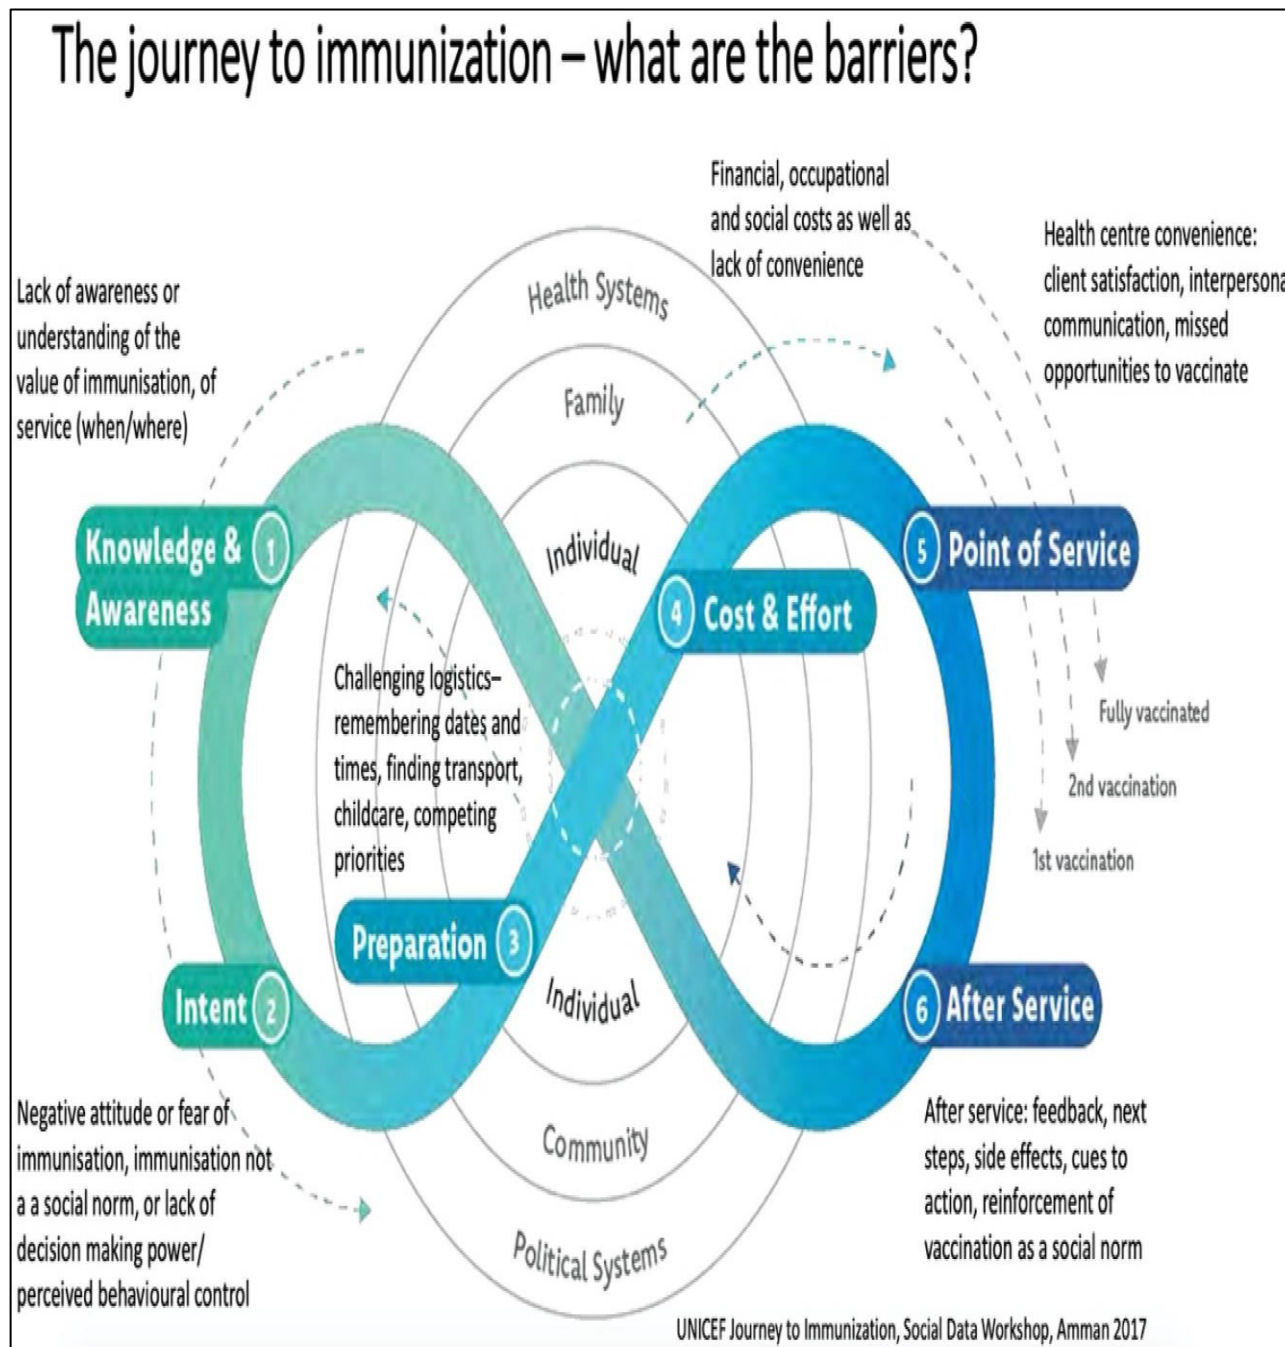 The journey to immunization – what are the barriers?
Financial, occupational
and social costs as well as
lack of convenience
Health centre convenience:
client satisfaction, interpersona
communication, missed
opportunities to vaccinate
Lack of awareness or
understanding of the
value of immunisation, of
service (when/where)
Health Systems
Family
Individual
Knowledge &
Awareness
1
4
Cost & Effort
5
Point of Service
Challenging logistics–
remembering dates and
times, finding transport,
childcare, competing
priorities
Fully vaccinated
2nd vaccination
1st vaccination
Preparation
3
Intent
2
Individual
Community
Political Systems
6
After Service
Negative attitude or fear of
immunisation, immunisation not
a a social norm, or lack of
decision making power/
perceived behavioural control
After service: feedback, next
steps, side effects, cues to
action, reinforcement of
vaccination as a social norm
UNICEF Journey to Immunization, Social Data Workshop, Amman 2017